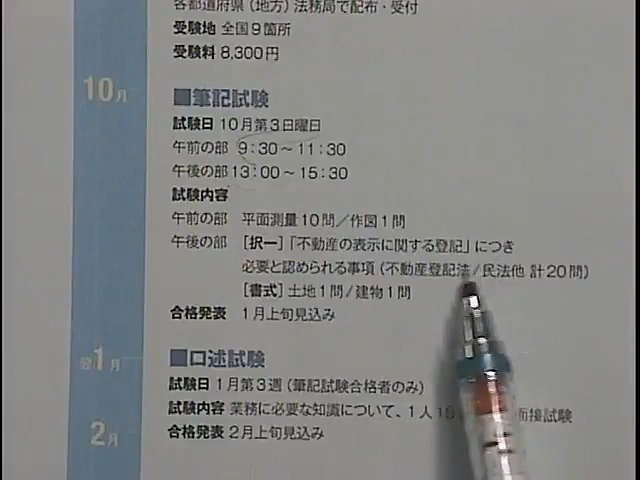 各都道府県（地方）法務局で配布・受付
受験地 全国9箇所
受験料 8,300円
10月
■筆記試験
試験日 10月第3日曜日
午前の部 9：30～11：30
午後の部 13：00～15：30
試験内容
午前の部 平面測量10問／作図1問
午後の部 ［択一］「不動産の表示に関する登記」につき
必要と認められる事項（不動産登記法／民法他 計20問）
［書式］土地1問／建物1問
合格発表 1月上旬見込み
翌1月
■口述試験
試験日 1月第3週（筆記試験合格者のみ）
試験内容 業務に必要な知識について、1人 面接試験
2月
合格発表 2月上旬見込み